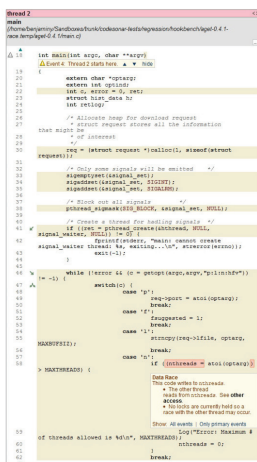 thread 2
main
(/home/benjaminy/Sandboxes/trunk/codesonar-tests/regression/hookbench/aget-0.4.1-
race.temp/aget-0.4.1/main.c)
18 int main(int argc, char **argv)
Event 4: Thread 2 starts here. ▲ ▼ hide
19 {
20 extern char *optarg;
21 extern int optind;
22 int c, error = 0, ret;
23 struct hist_data h;
24 int retlog;
25
26 /* Allocate heap for download request
27 * struct request stores all the information
that might be
28 * of interest
29 */
30 req = (struct request *)calloc(1, sizeof(struct
request));
31
32 /* Only some signals will be emitted */
33 sigemptyset(&signal_set);
34 sigaddset(&signal_set, SIGINT);
35 sigaddset(&signal_set, SIGALRM);
36
37 /* Block out all signals */
38 pthread_sigmask(SIG_BLOCK, &signal_set, NULL);
39
40 /* Create a thread for hadling signals */
41 if ((ret = pthread_create(&hthread, NULL,
signal_waiter, NULL)) != 0) {
42 fprintf(stderr, "main: cannot create
signal_waiter thread: %s, exiting...\n", strerror(errno));
43 exit(-1);
44 }
45
46 while (!error && (c = getopt(argc,argv,"p:l:n:hfv"))
!= -1) {
47 switch(c) {
48 case 'p':
49 req->port = atoi(optarg);
50 break;
51 case 'f':
52 fsuggested = 1;
53 break;
54 case 'l':
55 strncpy(req->lfile, optarg,
MAXBUFSIZ);
56 break;
57 case 'n':
58 if ((nthreads = atoi(optarg))
> MAXTHREADS) {
Data Race
This code writes to nthreads.
• The other thread
reads from nthreads. See other
access.
• No locks are currently held so a
race with the other thread may occur.
Show: All events | Only primary events
59 Log("Error: Maximum #
of threads allowed is %d\n", MAXTHREADS);
60 nthreads = 0;
61 }
62 break;